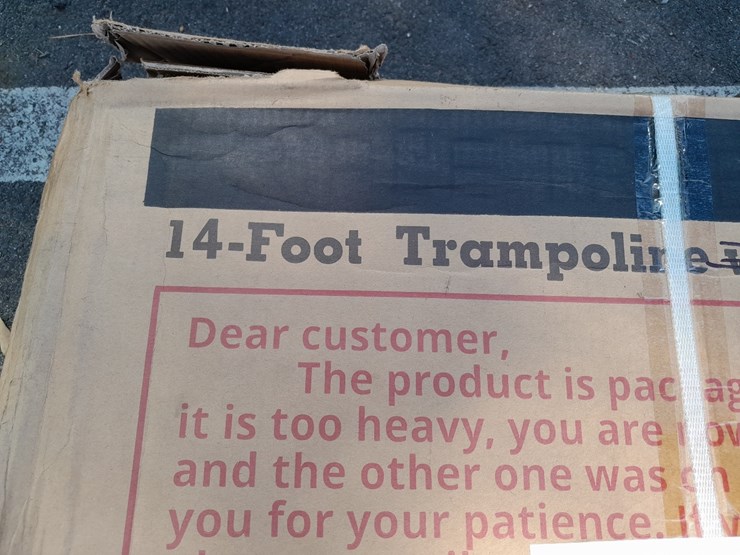 14-Foot Trampoline
Dear customer,
The product is
it is too heavy, you are
and the other one was
you for your patience.